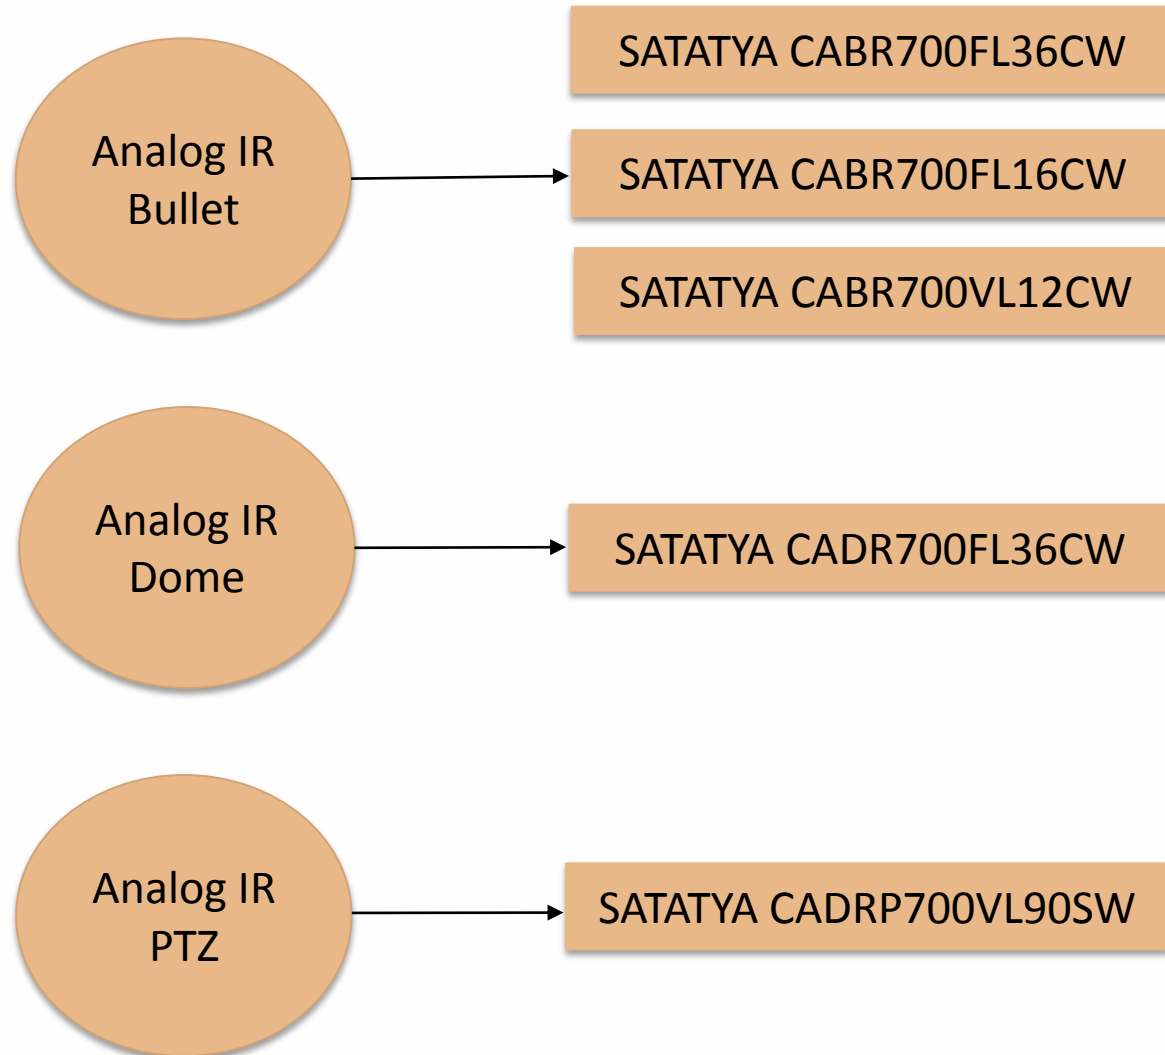 SATATYA CABR700FL36CW
Analog IR
Bullet
SATATYA CABR700FL16CW
SATATYA CABR700VL12CW
Analog IR
Dome
SATATYA CADR700FL36CW
Analog IR
PTZ
SATATYA CADRP700VL90SW